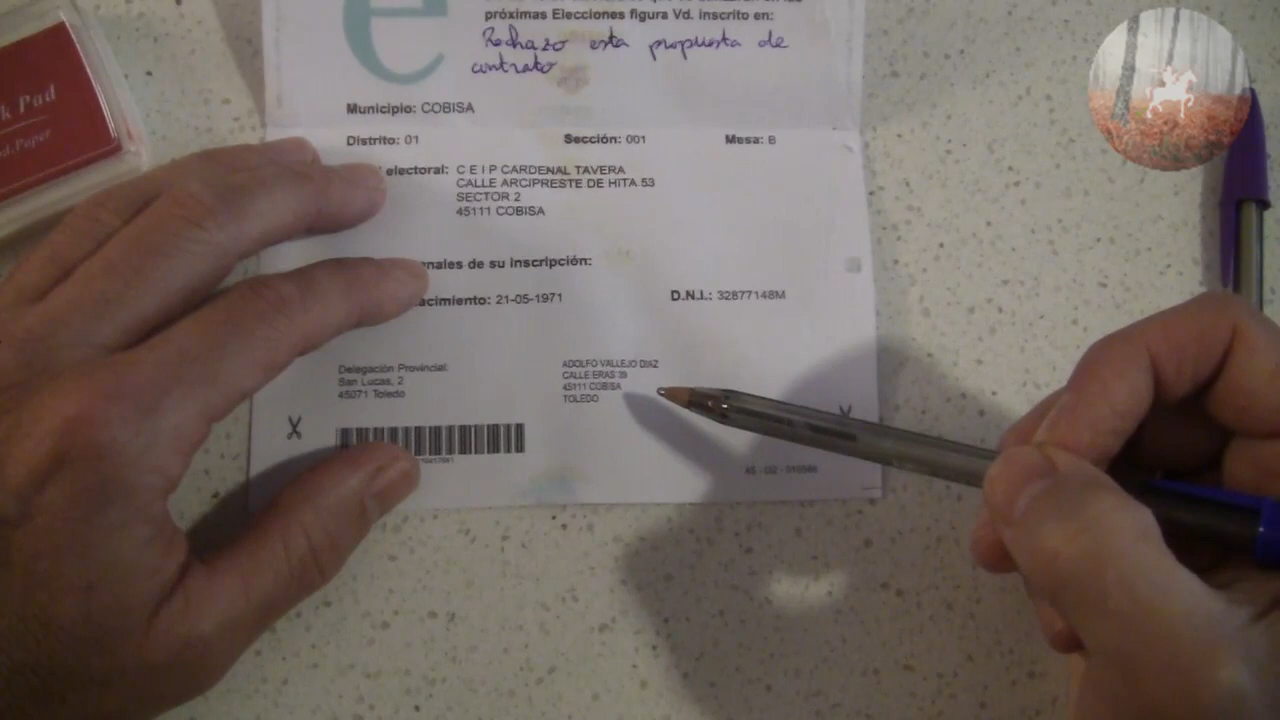 próximas Elecciones figura Vd. inscrito en:
Rechazo esta propuesta de
contrato
Municipio: COBISA
Distrito: 01 Sección: 001 Mesa: B
electoral: C E I P CARDENAL TAVERA
CALLE ARCIPRESTE DE HITA 53
SECTOR 2
45111 COBISA
onales de su inscripción:
acimiento: 21-05-1971 D.N.I.: 32877148M
Delegación Provincial
San Lucas, 2
45071 Toledo
ADOLFO VALLEJO DIAZ
CALLE ERAS 39
45111 COBISA
TOLEDO
k Pad
Paper
e